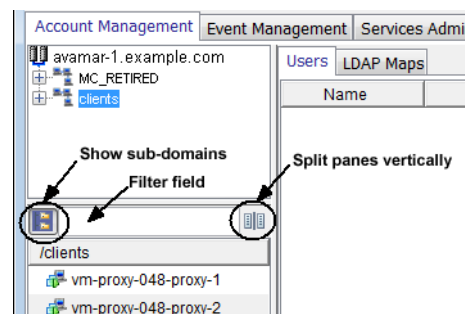 Account Management Event Management Services Admi
avamar-1.example.com
MC_RETIRED
clients
Users LDAP Maps
Name
Show sub-domains
Filter field
Split panes vertically
/clients
vm-proxy-048-proxy-1
vm-proxy-048-proxy-2